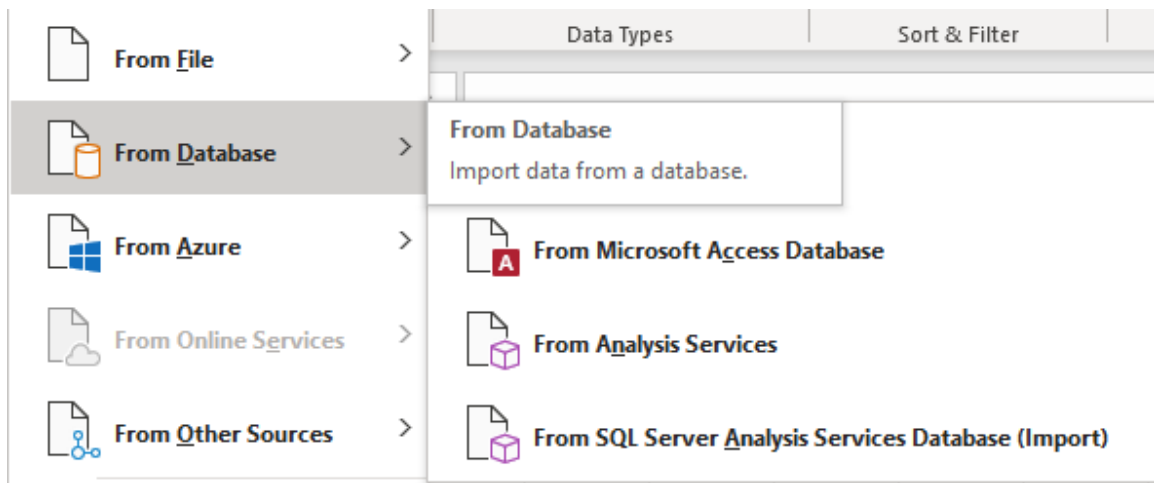 Data Types
Sort & Filter
From File
From Database
From Azure
From Online Services
From Other Sources
From Database
Import data from a database.
From Microsoft Access Database
From Analysis Services
From SQL Server Analysis Services Database (Import)